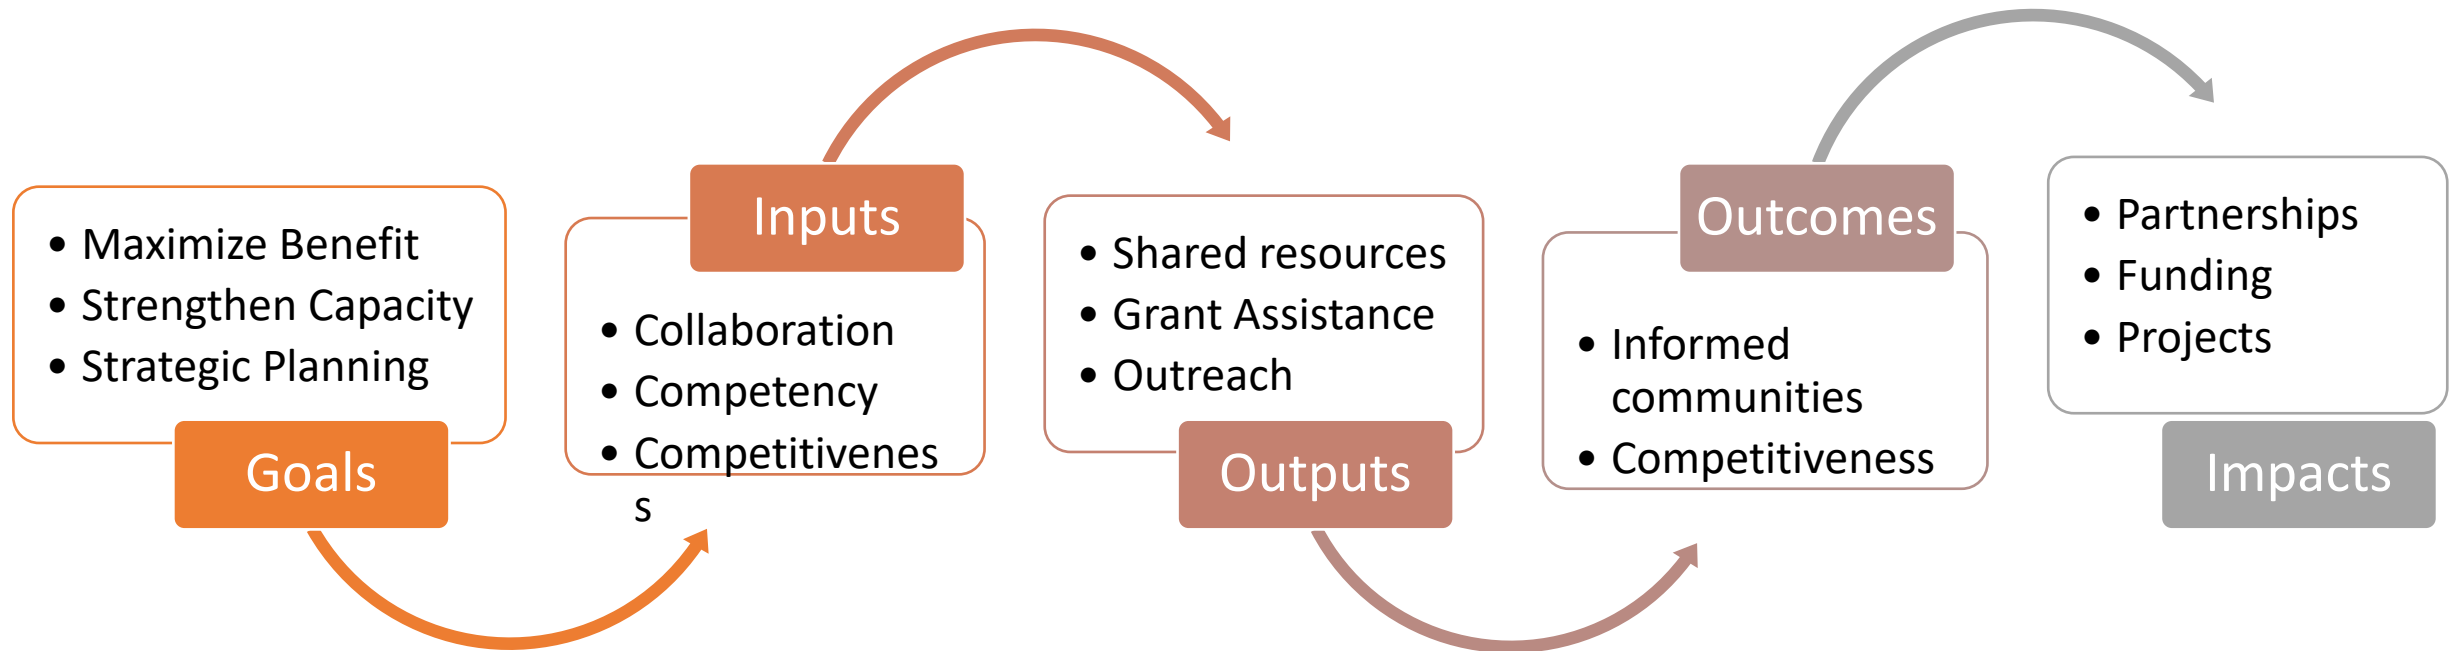 • Maximize Benefit
• Strengthen Capacity
• Strategic Planning
Goals
Inputs
• Collaboration
• Competency
• Competitivenes
s
• Shared resources
• Grant Assistance
• Outreach
Outputs
Outcomes
• Informed
communities
• Competitiveness
• Partnerships
• Funding
• Projects
Impacts